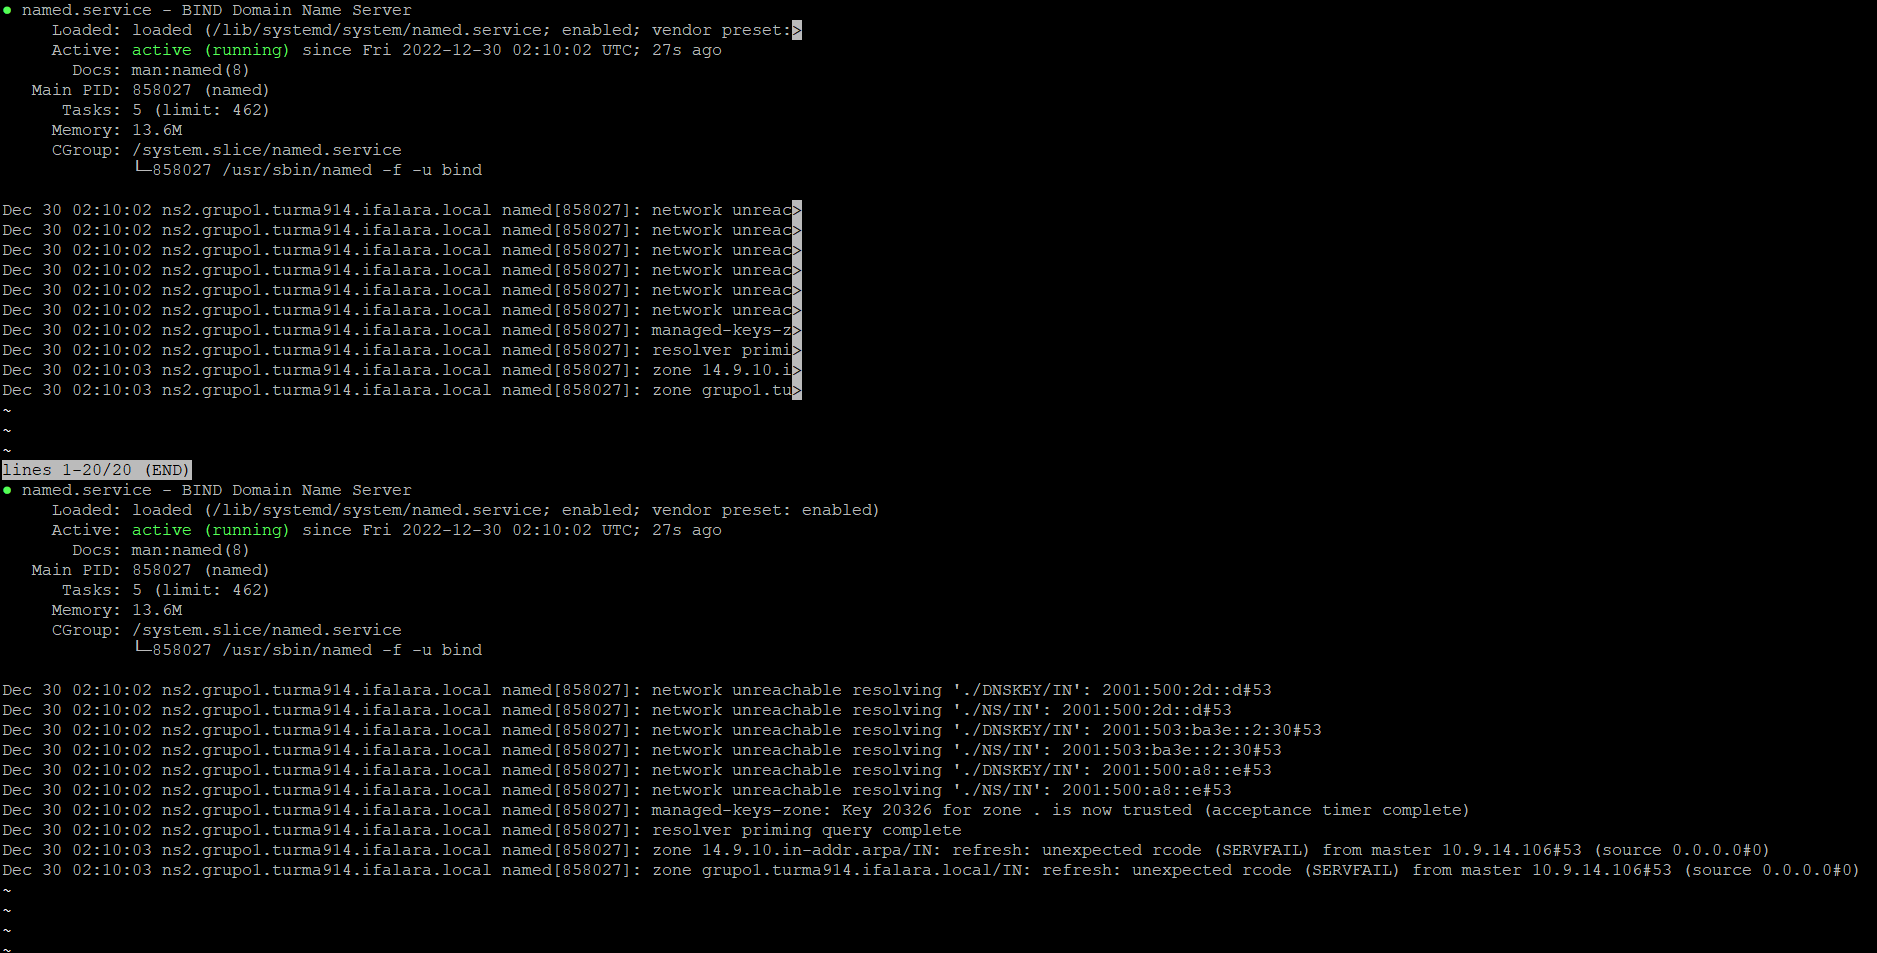 ● named.service - BIND Domain Name Server
     Loaded: loaded (/lib/systemd/system/named.service; enabled; vendor preset:>
     Active: active (running) since Fri 2022-12-30 02:10:02 UTC; 27s ago
       Docs: man:named(8)
   Main PID: 858027 (named)
      Tasks: 5 (limit: 462)
     Memory: 13.6M
     CGroup: /system.slice/named.service
             └─858027 /usr/sbin/named -f -u bind

Dec 30 02:10:02 ns2.grupo1.turma914.ifalara.local named[858027]: network unreac>
Dec 30 02:10:02 ns2.grupo1.turma914.ifalara.local named[858027]: network unreac>
Dec 30 02:10:02 ns2.grupo1.turma914.ifalara.local named[858027]: network unreac>
Dec 30 02:10:02 ns2.grupo1.turma914.ifalara.local named[858027]: network unreac>
Dec 30 02:10:02 ns2.grupo1.turma914.ifalara.local named[858027]: network unreac>
Dec 30 02:10:02 ns2.grupo1.turma914.ifalara.local named[858027]: network unreac>
Dec 30 02:10:02 ns2.grupo1.turma914.ifalara.local named[858027]: managed-keys-z>
Dec 30 02:10:02 ns2.grupo1.turma914.ifalara.local named[858027]: resolver primi>
Dec 30 02:10:03 ns2.grupo1.turma914.ifalara.local named[858027]: zone 14.9.10.i>
Dec 30 02:10:03 ns2.grupo1.turma914.ifalara.local named[858027]: zone grupo1.tu>
~
~
~
lines 1-20/20 (END)
● named.service - BIND Domain Name Server
     Loaded: loaded (/lib/systemd/system/named.service; enabled; vendor preset: enabled)
     Active: active (running) since Fri 2022-12-30 02:10:02 UTC; 27s ago
       Docs: man:named(8)
   Main PID: 858027 (named)
      Tasks: 5 (limit: 462)
     Memory: 13.6M
     CGroup: /system.slice/named.service
             └─858027 /usr/sbin/named -f -u bind

Dec 30 02:10:02 ns2.grupo1.turma914.ifalara.local named[858027]: network unreachable resolving './DNSKEY/IN': 2001:500:2d::d#53
Dec 30 02:10:02 ns2.grupo1.turma914.ifalara.local named[858027]: network unreachable resolving './NS/IN': 2001:500:2d::d#53
Dec 30 02:10:02 ns2.grupo1.turma914.ifalara.local named[858027]: network unreachable resolving './DNSKEY/IN': 2001:503:ba3e::2:30#53
Dec 30 02:10:02 ns2.grupo1.turma914.ifalara.local named[858027]: network unreachable resolving './NS/IN': 2001:503:ba3e::2:30#53
Dec 30 02:10:02 ns2.grupo1.turma914.ifalara.local named[858027]: network unreachable resolving './DNSKEY/IN': 2001:500:a8::e#53
Dec 30 02:10:02 ns2.grupo1.turma914.ifalara.local named[858027]: network unreachable resolving './NS/IN': 2001:500:a8::e#53
Dec 30 02:10:02 ns2.grupo1.turma914.ifalara.local named[858027]: managed-keys-zone: Key 20326 for zone . is now trusted (acceptance timer complete)
Dec 30 02:10:02 ns2.grupo1.turma914.ifalara.local named[858027]: resolver priming query complete
Dec 30 02:10:03 ns2.grupo1.turma914.ifalara.local named[858027]: zone 14.9.10.in-addr.arpa/IN: refresh: unexpected rcode (SERVFAIL) from master 10.9.14.106#53 (source 0.0.0.0#0)
Dec 30 02:10:03 ns2.grupo1.turma914.ifalara.local named[858027]: zone grupo1.turma914.ifalara.local/IN: refresh: unexpected rcode (SERVFAIL) from master 10.9.14.106#53 (source 0.0.0.0#0)
~
~
~
~